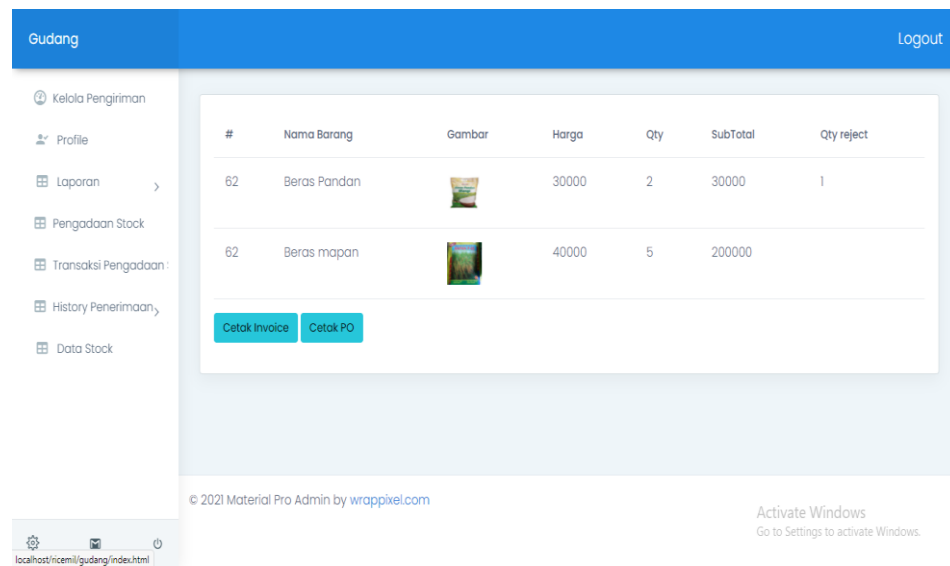 Gudang
Logout
Kelola Pengiriman
Profile
Laporan
Pengadaan Stock
Transaksi Pengadaan
History Penerimaan
Data Stock
# Nama Barang Gambar Harga Qty SubTotal Qty reject
62 Beras Pandan 30000 2 30000 1
62 Beras mapan 40000 5 200000
Cetak Invoice Cetak PO
© 2021 Material Pro Admin by wrappixel.com
Activate Windows
Go to Settings to activate Windows.
localhost/ricemil/gudang/index.html